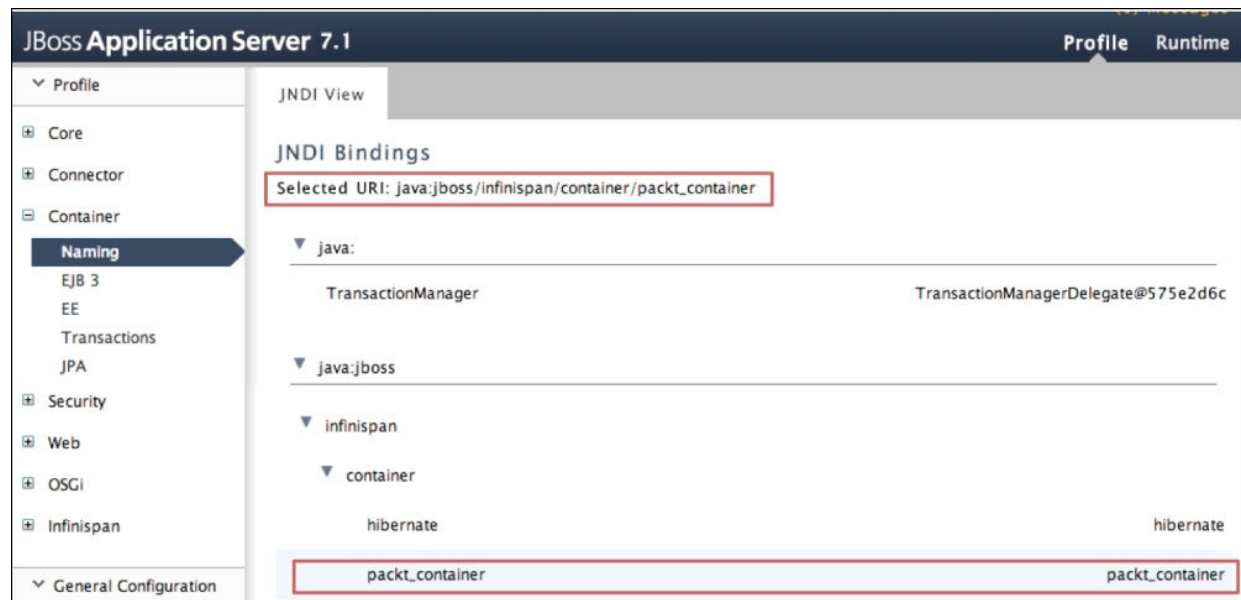 JBoss Application Server 7.1
Profile Runtime
Profile
Core
Connector
Container
Naming
EJB 3
EE
Transactions
JPA
Security
Web
OSGi
Infinispan
General Configuration
JNDI View
JNDI Bindings
Selected URI: java:jboss/infinispan/container/packt_container
java:
TransactionManager TransactionManagerDelegate@575e2d6c
java:jboss
infinispan
container
hibernate hibernate
packt_container packt_container